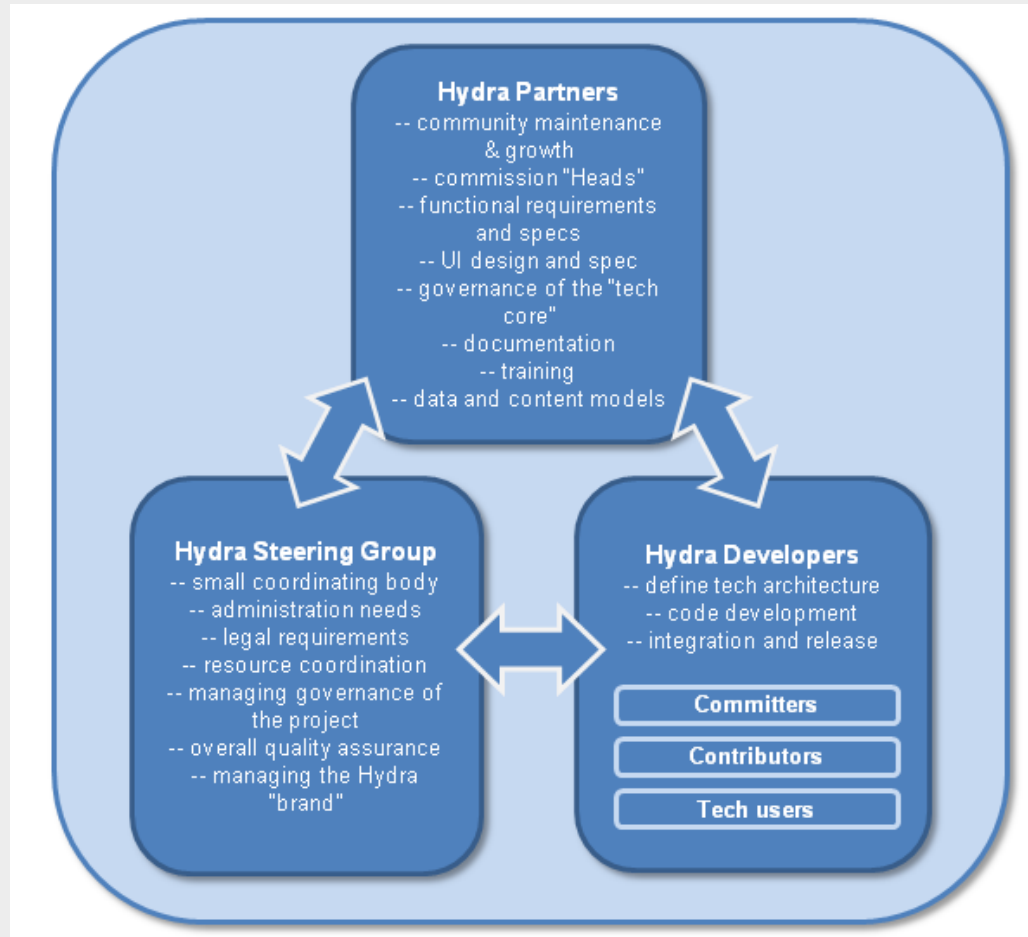 Hydra Partners
-- community maintenance
& growth
-- commission "Heads"
-- functional requirements
and specs
-- UI design and spec
-- governance of the "tech
core"
-- documentation
-- training
-- data and content models
Hydra Steering Group
-- small coordinating body
-- administration needs
-- legal requirements
-- resource coordination
-- managing governance of
the project
-- overall quality assurance
-- managing the Hydra
"brand"
Hydra Developers
-- define tech architecture
-- code development
-- integration and release
Committers
Contributors
Tech users